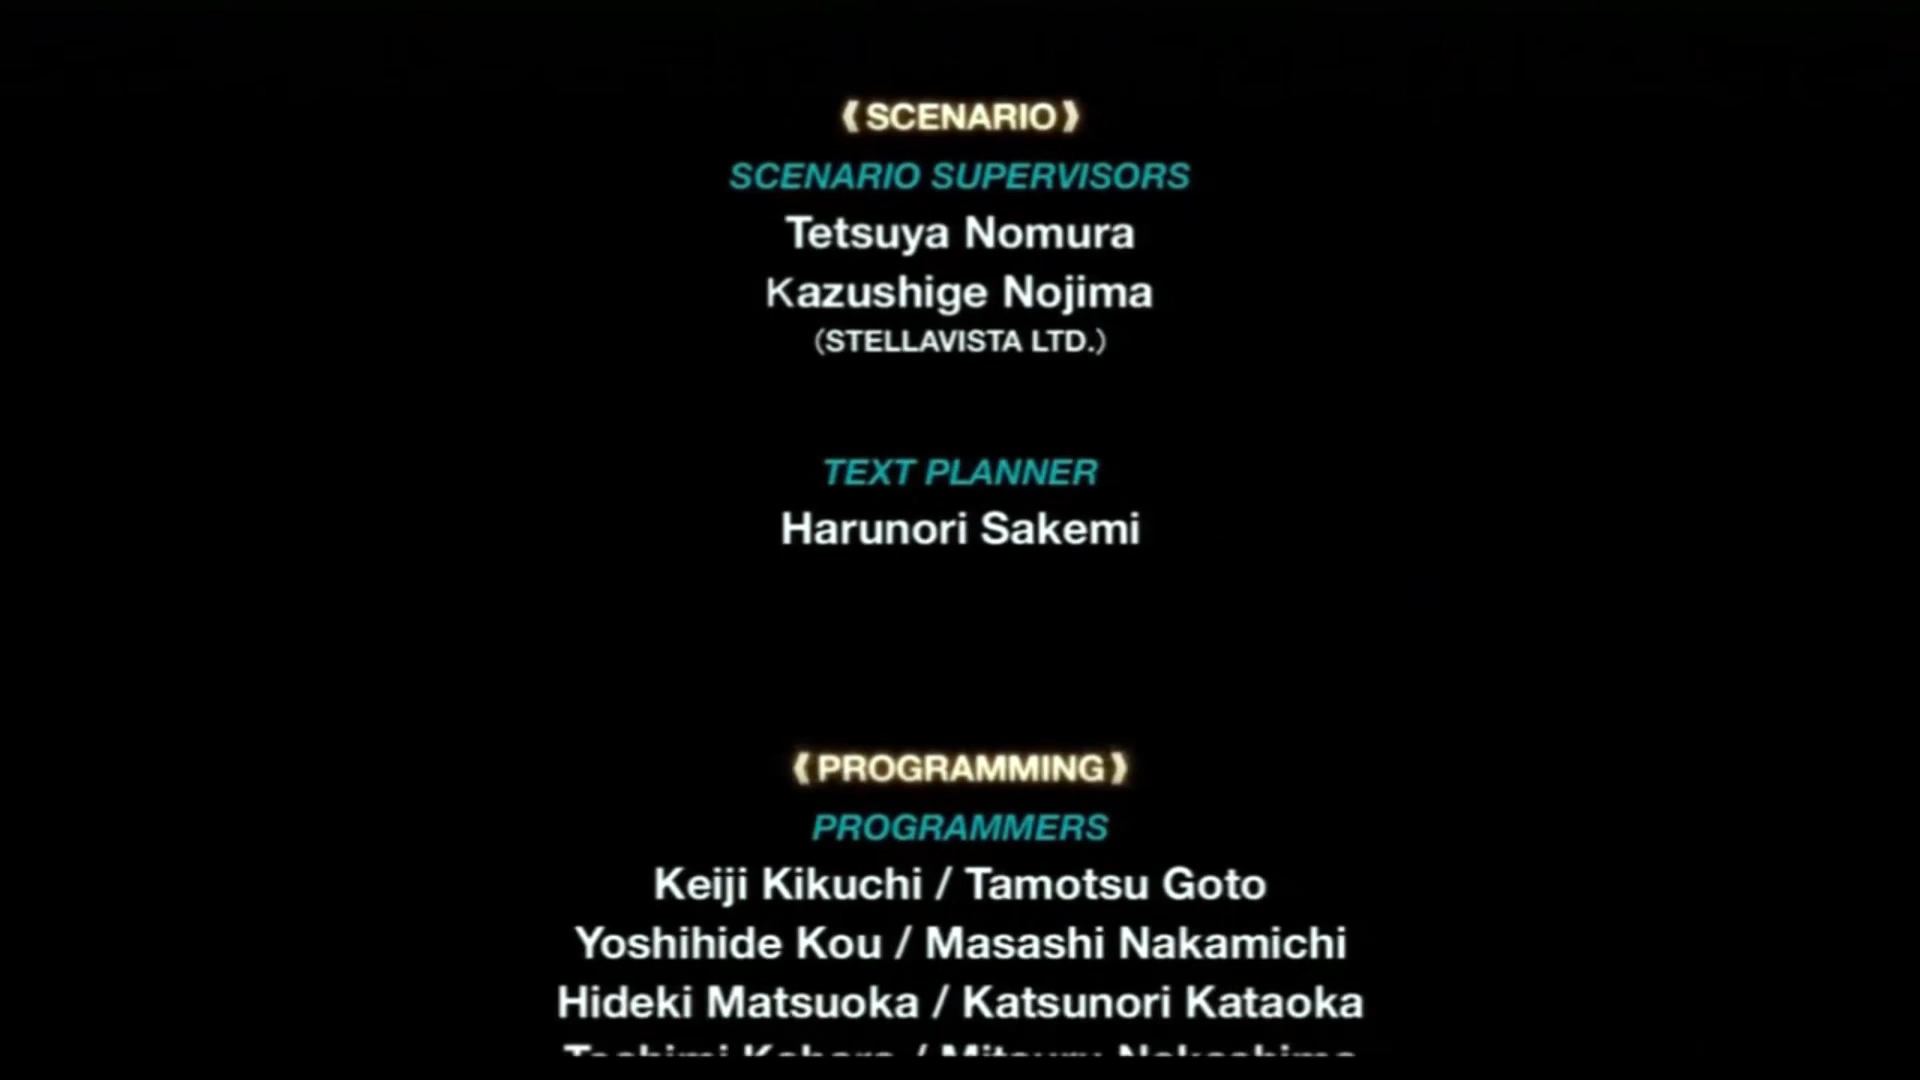 ❰SCENARIO❱
SCENARIO SUPERVISORS
Tetsuya Nomura
Kazushige Nojima
(STELLAVISTA LTD.)
TEXT PLANNER
Harunori Sakemi
❰PROGRAMMING❱
PROGRAMMERS
Keiji Kikuchi / Tamotsu Goto
Yoshihide Kou / Masashi Nakamichi
Hideki Matsuoka / Katsunori Kataoka